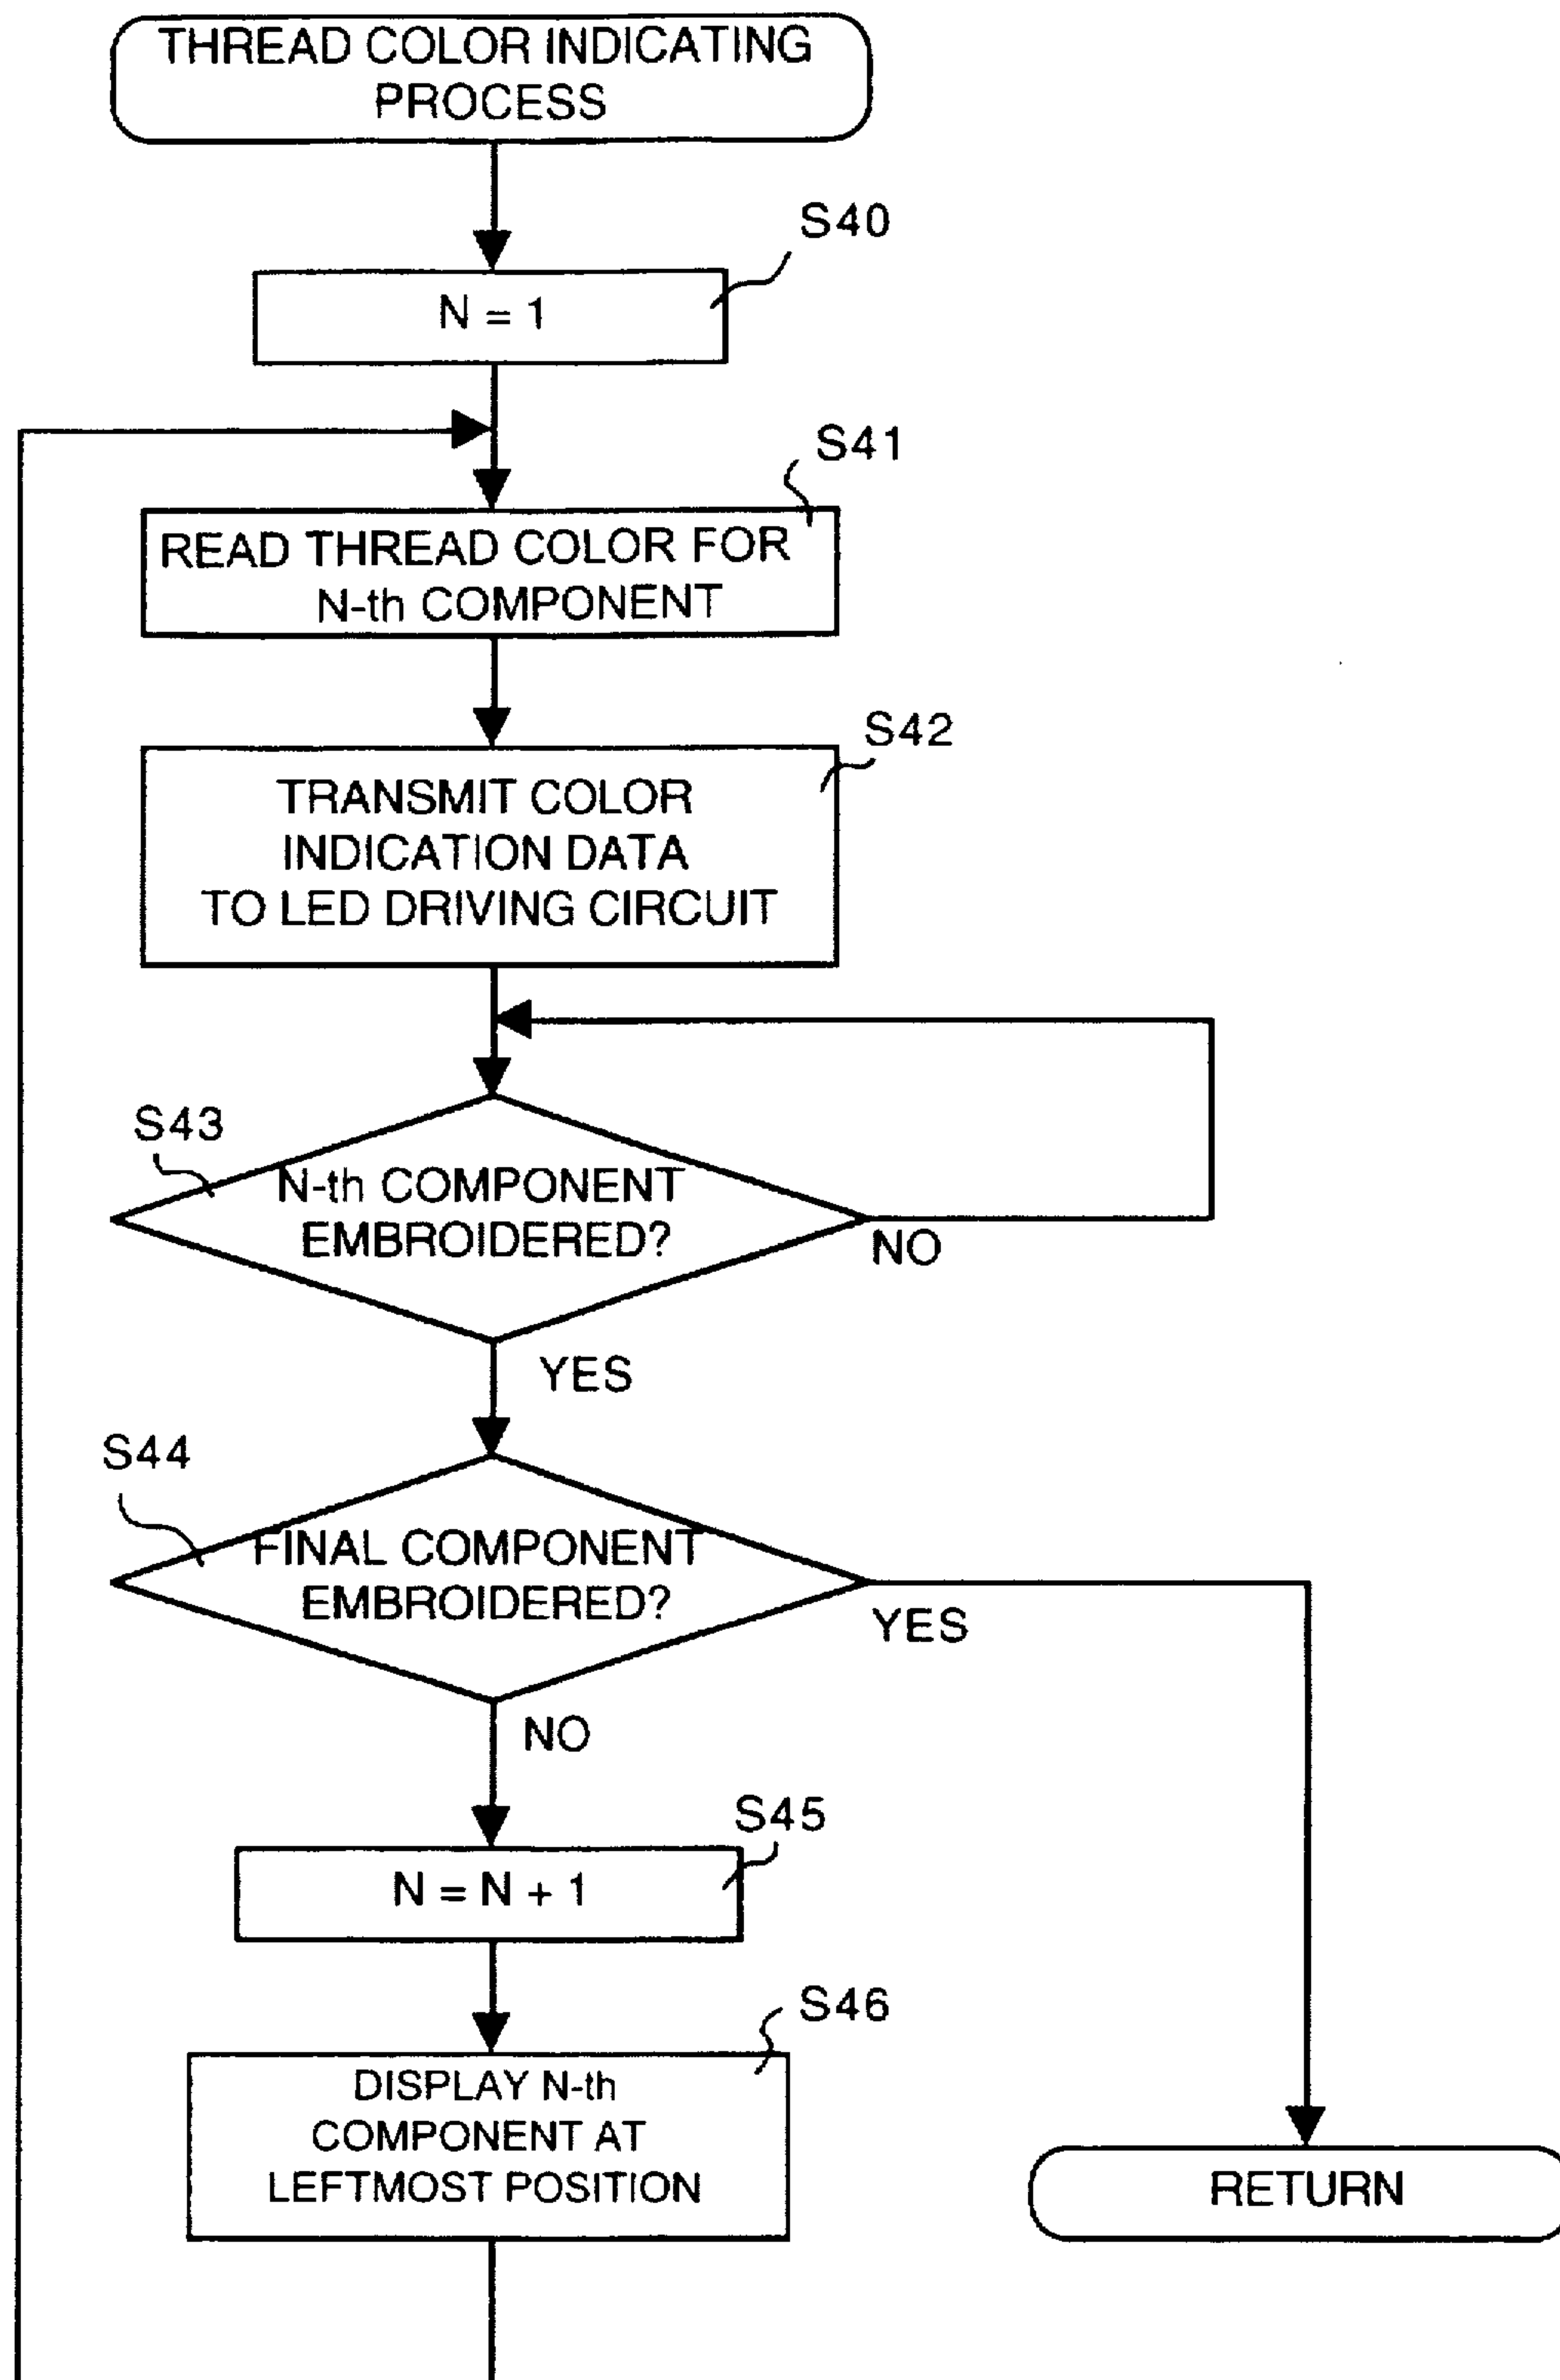 THREAD COLOR INDICATING
PROCESS
S40
N = 1
S41
READ THREAD COLOR FOR
N-th COMPONENT
S42
TRANSMIT COLOR
INDICATION DATA
TO LED DRIVING CIRCUIT
S43
N-th COMPONENT
EMBROIDERED?
NO
YES
S44
FINAL COMPONENT
EMBROIDERED?
YES
NO
S45
N = N + 1
S46
DISPLAY N-th
COMPONENT AT
LEFTMOST POSITION
RETURN